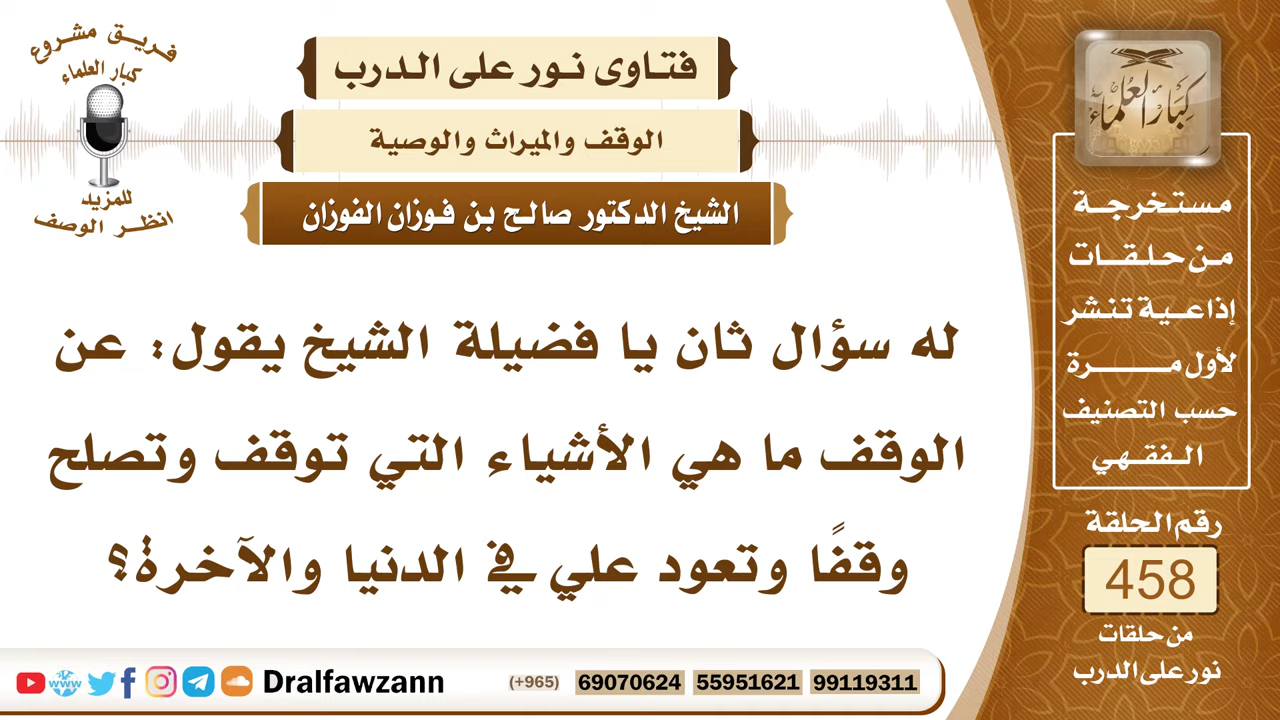 فريق مشروع
كبار العلماء
للمزيد
انظر الوصف
فتاوى نور على الدرب
الوقف والميراث والوصية
الشيخ الدكتور صالح بن فوزان الفوزان
له سؤال ثان يا فضيلة الشيخ يقول: عن
الوقف ما هي الأشياء التي توقف وتصلح
وقفًا وتعود علي في الدنيا والآخرة؟
كبار العلماء
مستخرجة
من حلقات
إذاعية تنشر
لأول مرة
حسب التصنيف
الفقهي
رقم الحلقة
458
من حلقات
نور على الدرب
www
Dralfawzann
(+965) 69070624 55951621 99119311